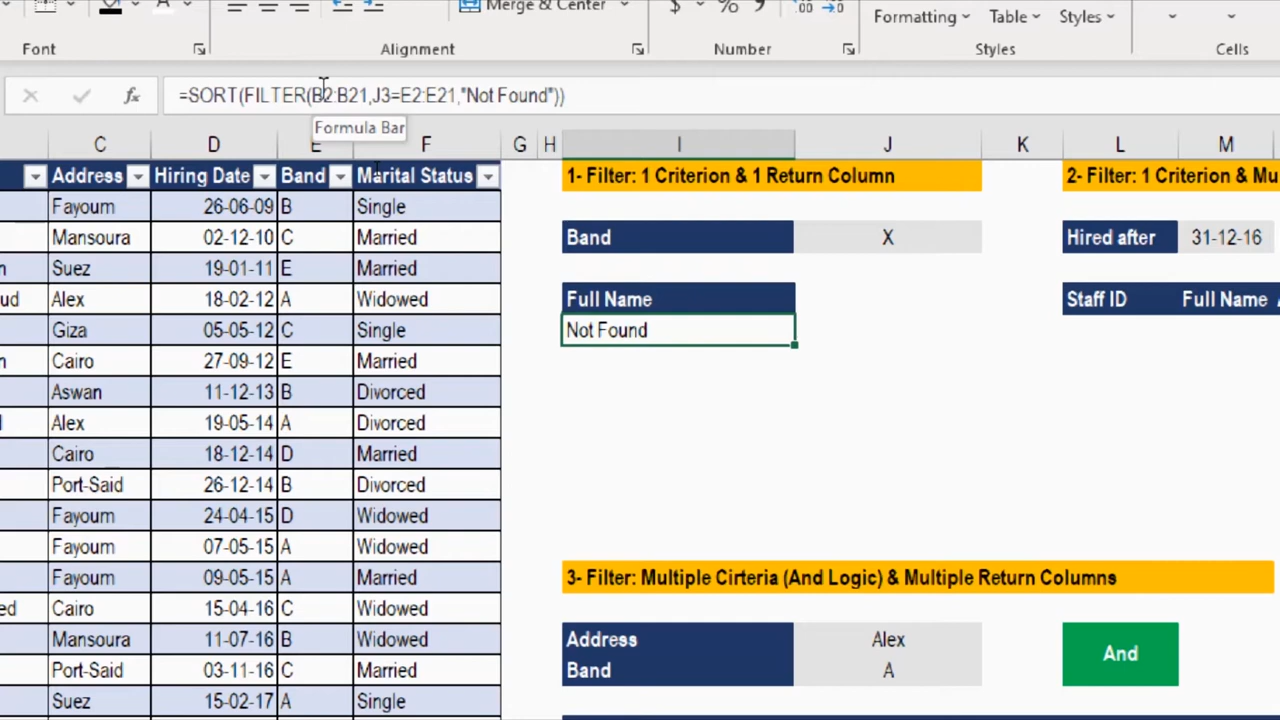 Merge & Center
$ % 9
Formatting Table Styles
Font Alignment Number Styles Cells
fx =SORT(FILTER(B2:B21,J3=E2:E21,"Not Found"))
Formula Bar
C D E F G H I J K L M
Address Hiring Date Band Marital Status 1- Filter: 1 Criterion & 1 Return Column 2- Filter: 1 Criterion & Mu
Fayoum 26-06-09 B Single
Mansoura 02-12-10 C Married Band X Hired after 31-12-16
n Suez 19-01-11 E Married
ud Alex 18-02-12 A Widowed Full Name Staff ID Full Name
Giza 05-05-12 C Single Not Found
n Cairo 27-09-12 E Married
Aswan 11-12-13 B Divorced
Alex 19-05-14 A Divorced
Cairo 18-12-14 D Married
Port-Said 26-12-14 B Divorced
Fayoum 24-04-15 D Widowed
Fayoum 07-05-15 A Widowed
Fayoum 09-05-15 A Married 3- Filter: Multiple Cirteria (And Logic) & Multiple Return Columns
ed Cairo 15-04-16 C Widowed
Mansoura 11-07-16 B Widowed Address Alex And
Port-Said 03-11-16 C Married Band A
Suez 15-02-17 A Single